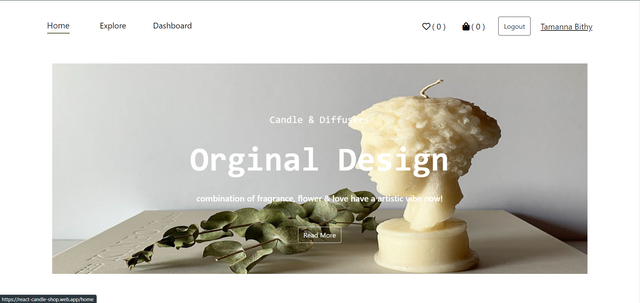 Home Explore Dashboard ( 0 ) ( 0 ) Logout Tamanna Bithy
Candle & Diffuser
Orginal Design
combination of fragrance, flower & love have a artistic vibe now!
Read More
https://react-candle-shop.web.app/home